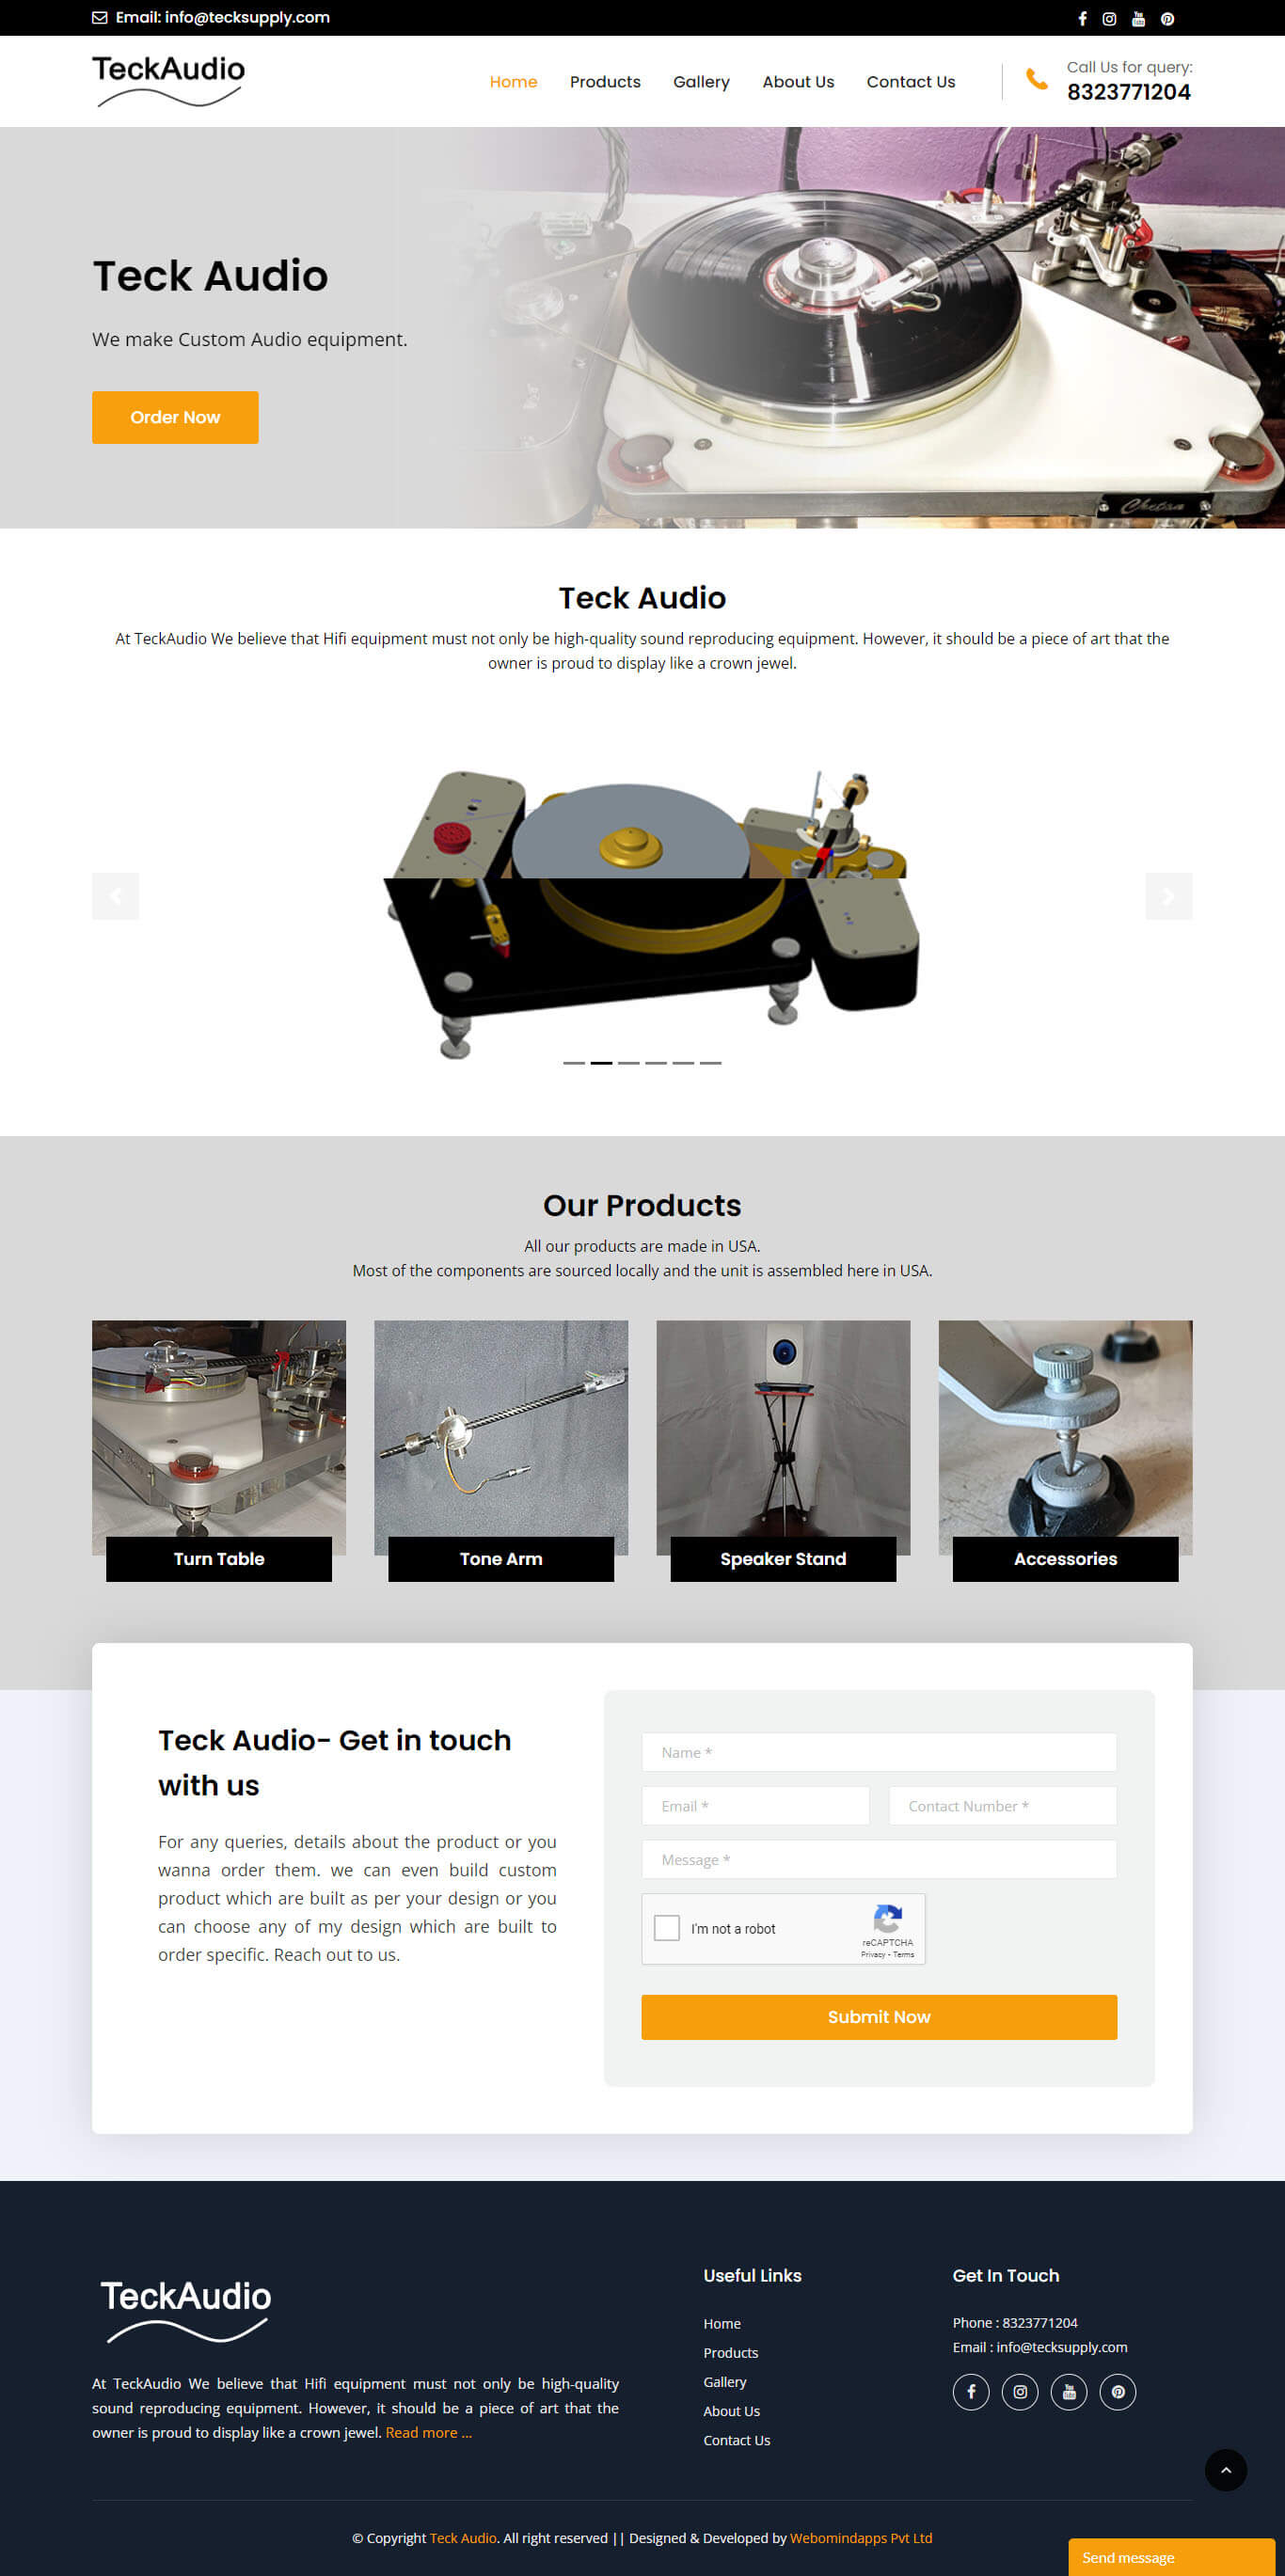 Email: info@tecksupply.com
TeckAudio
Home Products Gallery About Us Contact Us
Call Us for query:
8323771204
Teck Audio
We make Custom Audio equipment.
Order Now
Teck Audio
At TeckAudio We believe that Hifi equipment must not only be high-quality sound reproducing equipment. However, it should be a piece of art that the
owner is proud to display like a crown jewel.
Our Products
All our products are made in USA.
Most of the components are sourced locally and the unit is assembled here in USA.
Turn Table
Tone Arm
Speaker Stand
Accessories
Teck Audio- Get in touch
with us
For any queries, details about the product or you
wanna order them. we can even build custom
product which are built as per your design or you
can choose any of my design which are built to
order specific. Reach out to us.
Name *
Email *
Contact Number *
Message *
I'm not a robot
reCAPTCHA
Privacy - Terms
Submit Now
TeckAudio
At TeckAudio We believe that Hifi equipment must not only be high-quality
sound reproducing equipment. However, it should be a piece of art that the
owner is proud to display like a crown jewel. Read more ...
Useful Links
Home
Products
Gallery
About Us
Contact Us
Get In Touch
Phone : 8323771204
Email : info@tecksupply.com
© Copyright Teck Audio. All right reserved || Designed & Developed by Webomindapps Pvt Ltd
Send message